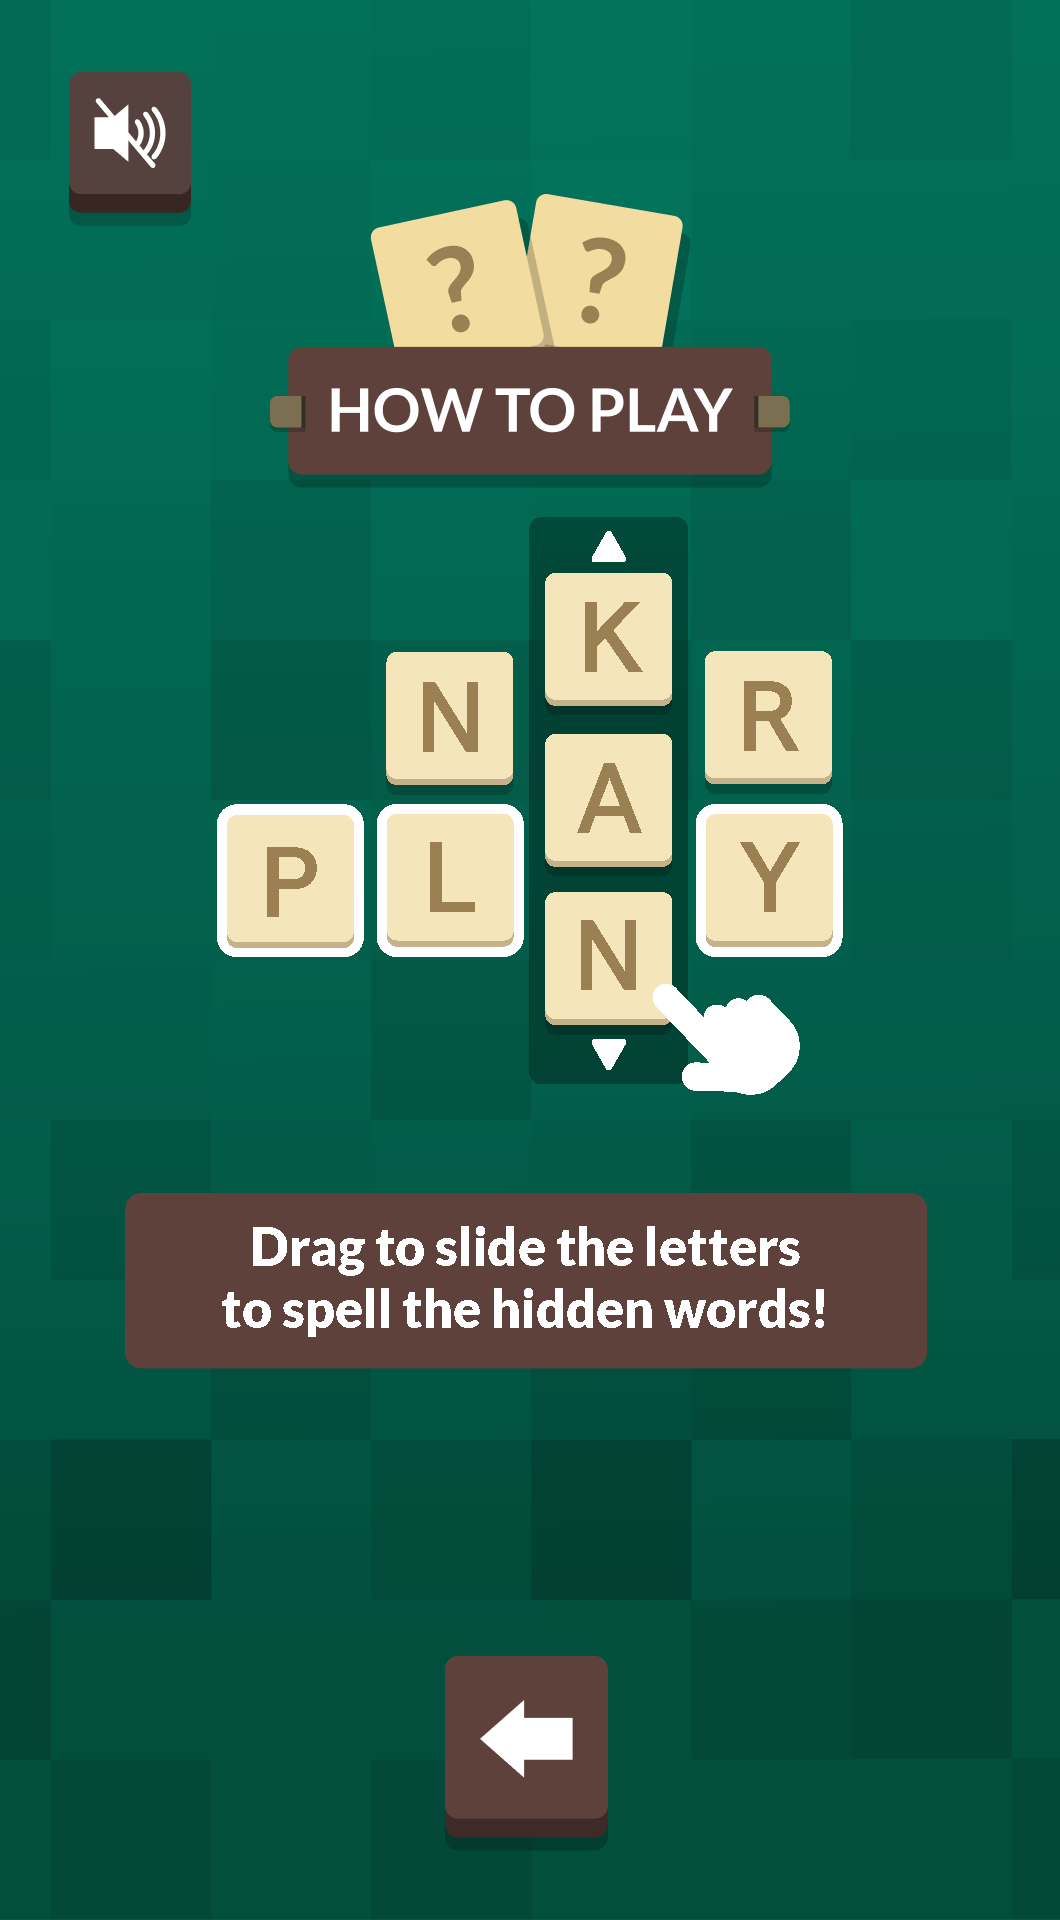 ? ?
HOW TO PLAY
K
N R
A
P L Y
N
Drag to slide the letters
to spell the hidden words!